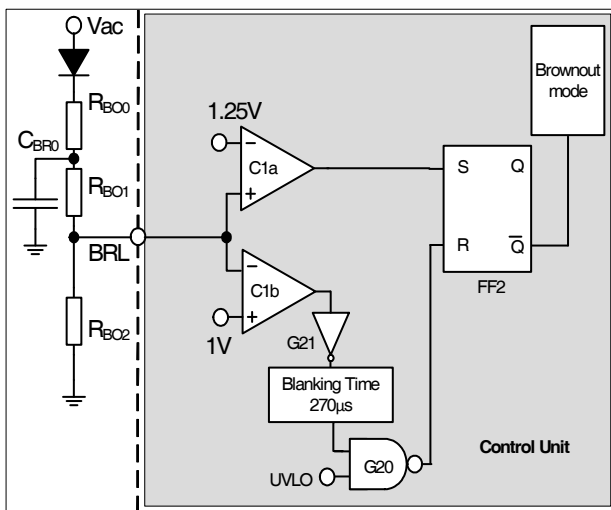 Vac
Brownout
mode
RBO0
1.25V
CBR0
C1a
S
Q
RBO1
R
Q̅
BRL
FF2
C1b
1V
G21
RBO2
Blanking Time
270µs
G20
Control Unit
UVLO